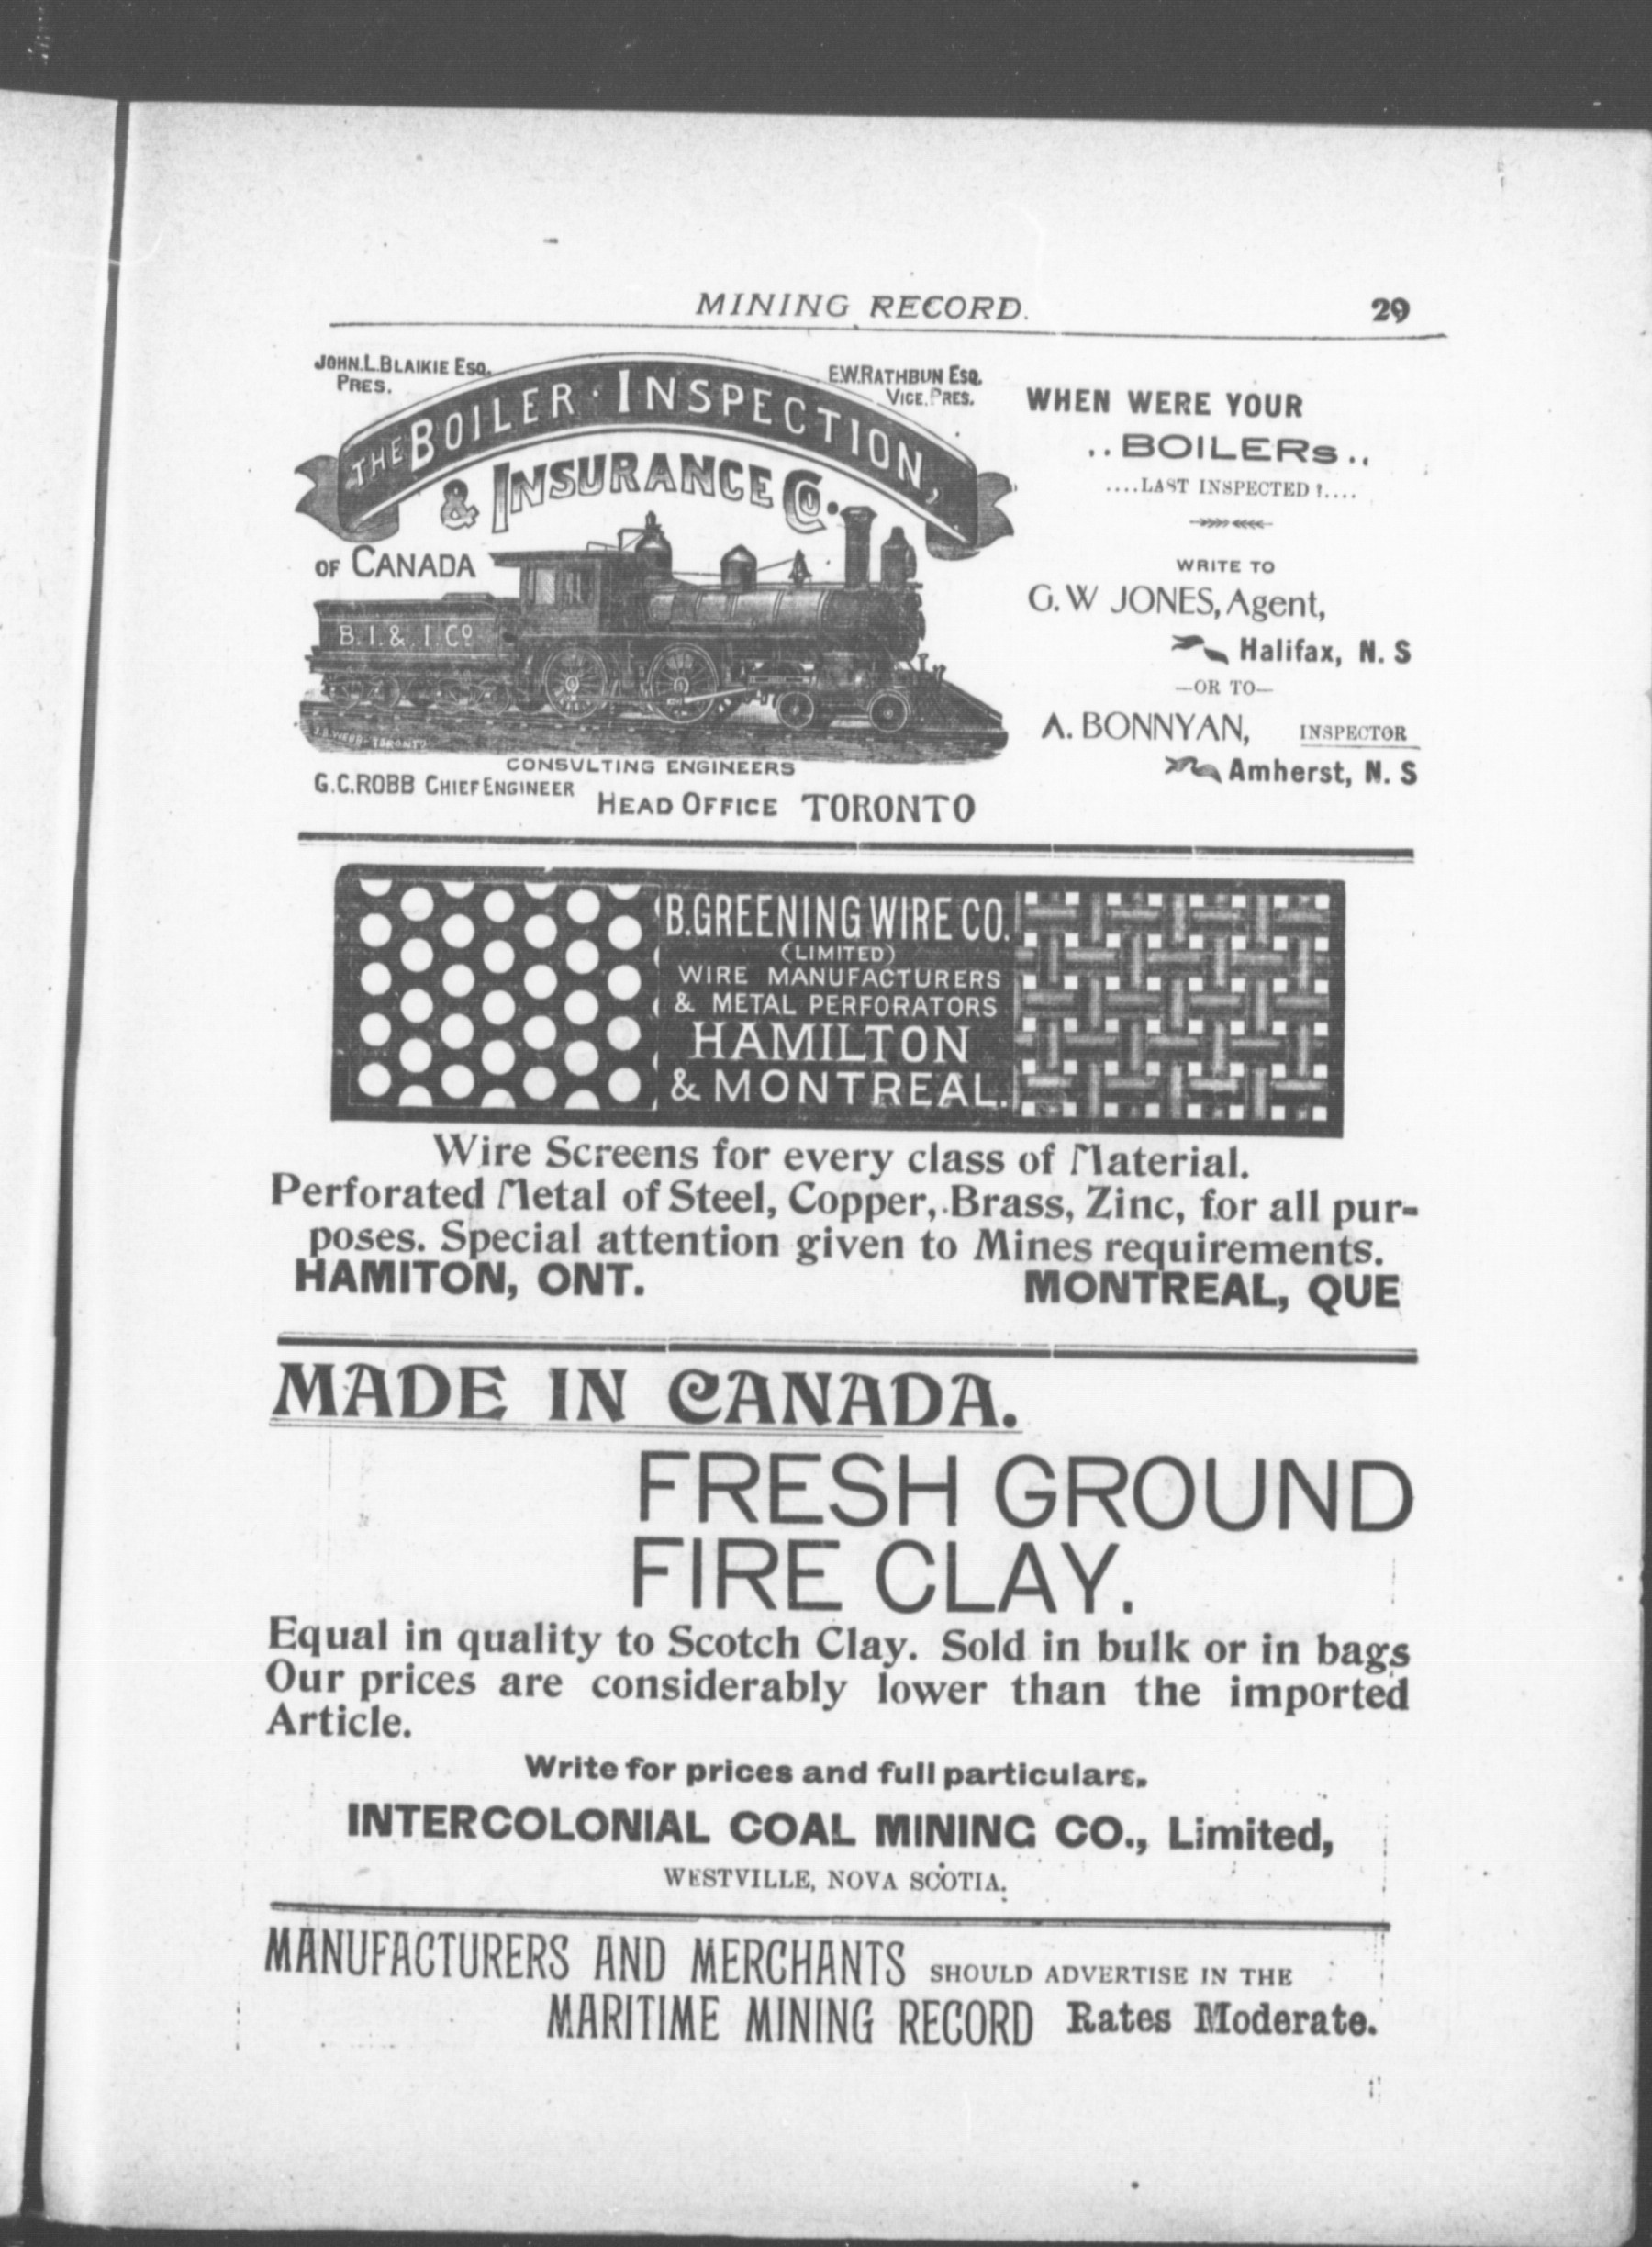 MINING RECORD. 29
JOHN.L.BLAIKIE ESQ.
PRES.
E.W.RATHBUN ESQ.
VICE.PRES.
THE BOILER · INSPECTION,
& INSURANCE CO.
OF CANADA
B.I.& I.CO
J.B.WEBB-TORONTO
CONSULTING ENGINEERS
G.C.ROBB CHIEF ENGINEER
HEAD OFFICE TORONTO
WHEN WERE YOUR
..BOILERs..
....LAST INSPECTED ?....
WRITE TO
G. W JONES, Agent,
Halifax, N. S
—OR TO—
A. BONNYAN, INSPECTOR
Amherst, N. S
B.GREENING WIRE CO.
(LIMITED)
WIRE MANUFACTURERS
& METAL PERFORATORS
HAMILTON
& MONTREAL.
Wire Screens for every class of Material.
Perforated Metal of Steel, Copper, Brass, Zinc, for all pur-
poses. Special attention given to Mines requirements.
HAMITON, ONT. MONTREAL, QUE
MADE IN CANADA.
FRESH GROUND
FIRE CLAY.
Equal in quality to Scotch Clay. Sold in bulk or in bags
Our prices are considerably lower than the imported
Article.
Write for prices and full particulars.
INTERCOLONIAL COAL MINING CO., Limited,
WESTVILLE, NOVA SCOTIA.
MANUFACTURERS AND MERCHANTS SHOULD ADVERTISE IN THE
MARITIME MINING RECORD Rates Moderate.